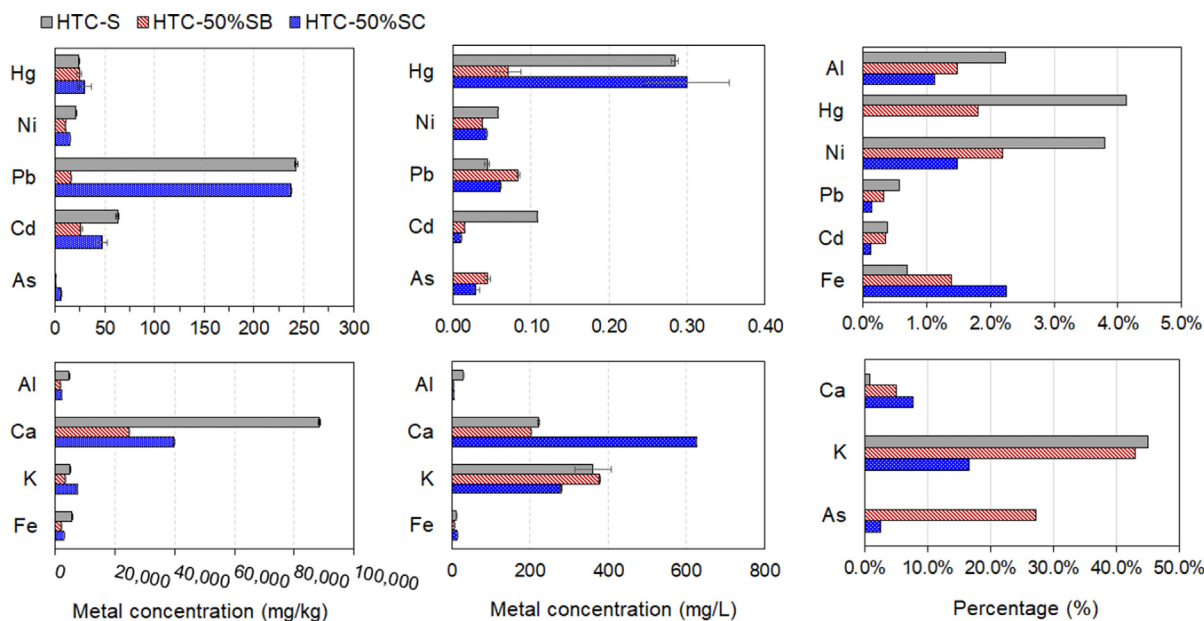 HTC-S HTC-50%SB HTC-50%SC
Hg
Ni
Pb
Cd
As
0 50 100 150 200 250 300
Hg
Ni
Pb
Cd
As
0.00 0.10 0.20 0.30 0.40
Al
Hg
Ni
Pb
Cd
Fe
0.0% 1.0% 2.0% 3.0% 4.0% 5.0%
Al
Ca
K
Fe
0 20,000 40,000 60,000 80,000 100,000
Metal concentration (mg/kg)
Al
Ca
K
Fe
0 200 400 600 800
Metal concentration (mg/L)
Ca
K
As
0.0% 10.0% 20.0% 30.0% 40.0% 50.0%
Percentage (%)